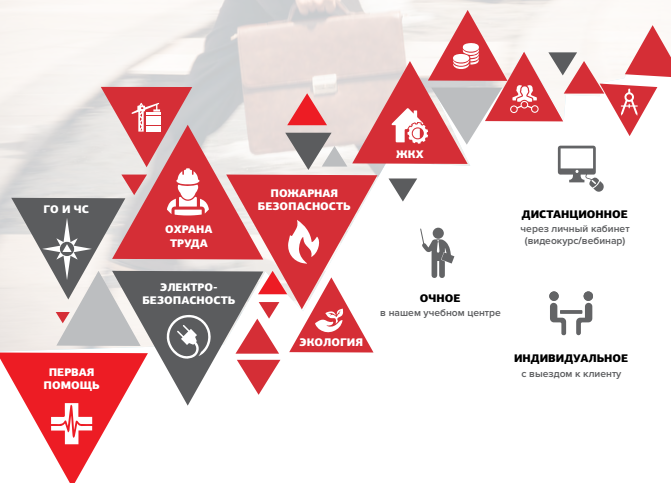 ЖКХ
ПОЖАРНАЯ
БЕЗОПАСНОСТЬ
ГО И ЧС
ОХРАНА
ТРУДА
ЭЛЕКТРО-
БЕЗОПАСНОСТЬ
ЭКОЛОГИЯ
ПЕРВАЯ
ПОМОЩЬ
ДИСТАНЦИОННОЕ
через личный кабинет
(видеокурс/вебинар)
ОЧНОЕ
в нашем учебном центре
ИНДИВИДУАЛЬНОЕ
с выездом к клиенту